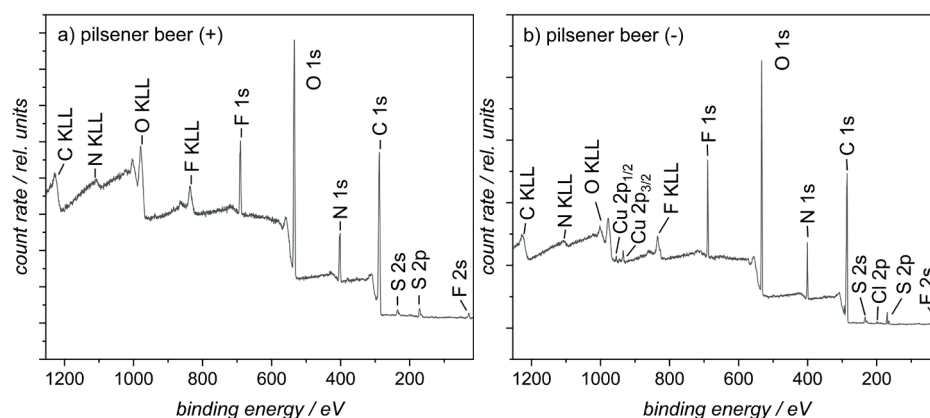 a) pilsener beer (+)
count rate / rel. units
C KLL
N KLL
O KLL
F KLL
F 1s
O 1s
N 1s
C 1s
S 2s
S 2p
F 2s
1200 1000 800 600 400 200
binding energy / eV
b) pilsener beer (-)
count rate / rel. units
C KLL
N KLL
O KLL
Cu 2p1/2
Cu 2p3/2
F KLL
F 1s
O 1s
N 1s
C 1s
S 2s
Cl 2p
S 2p
F 2s
1200 1000 800 600 400 200
binding energy / eV